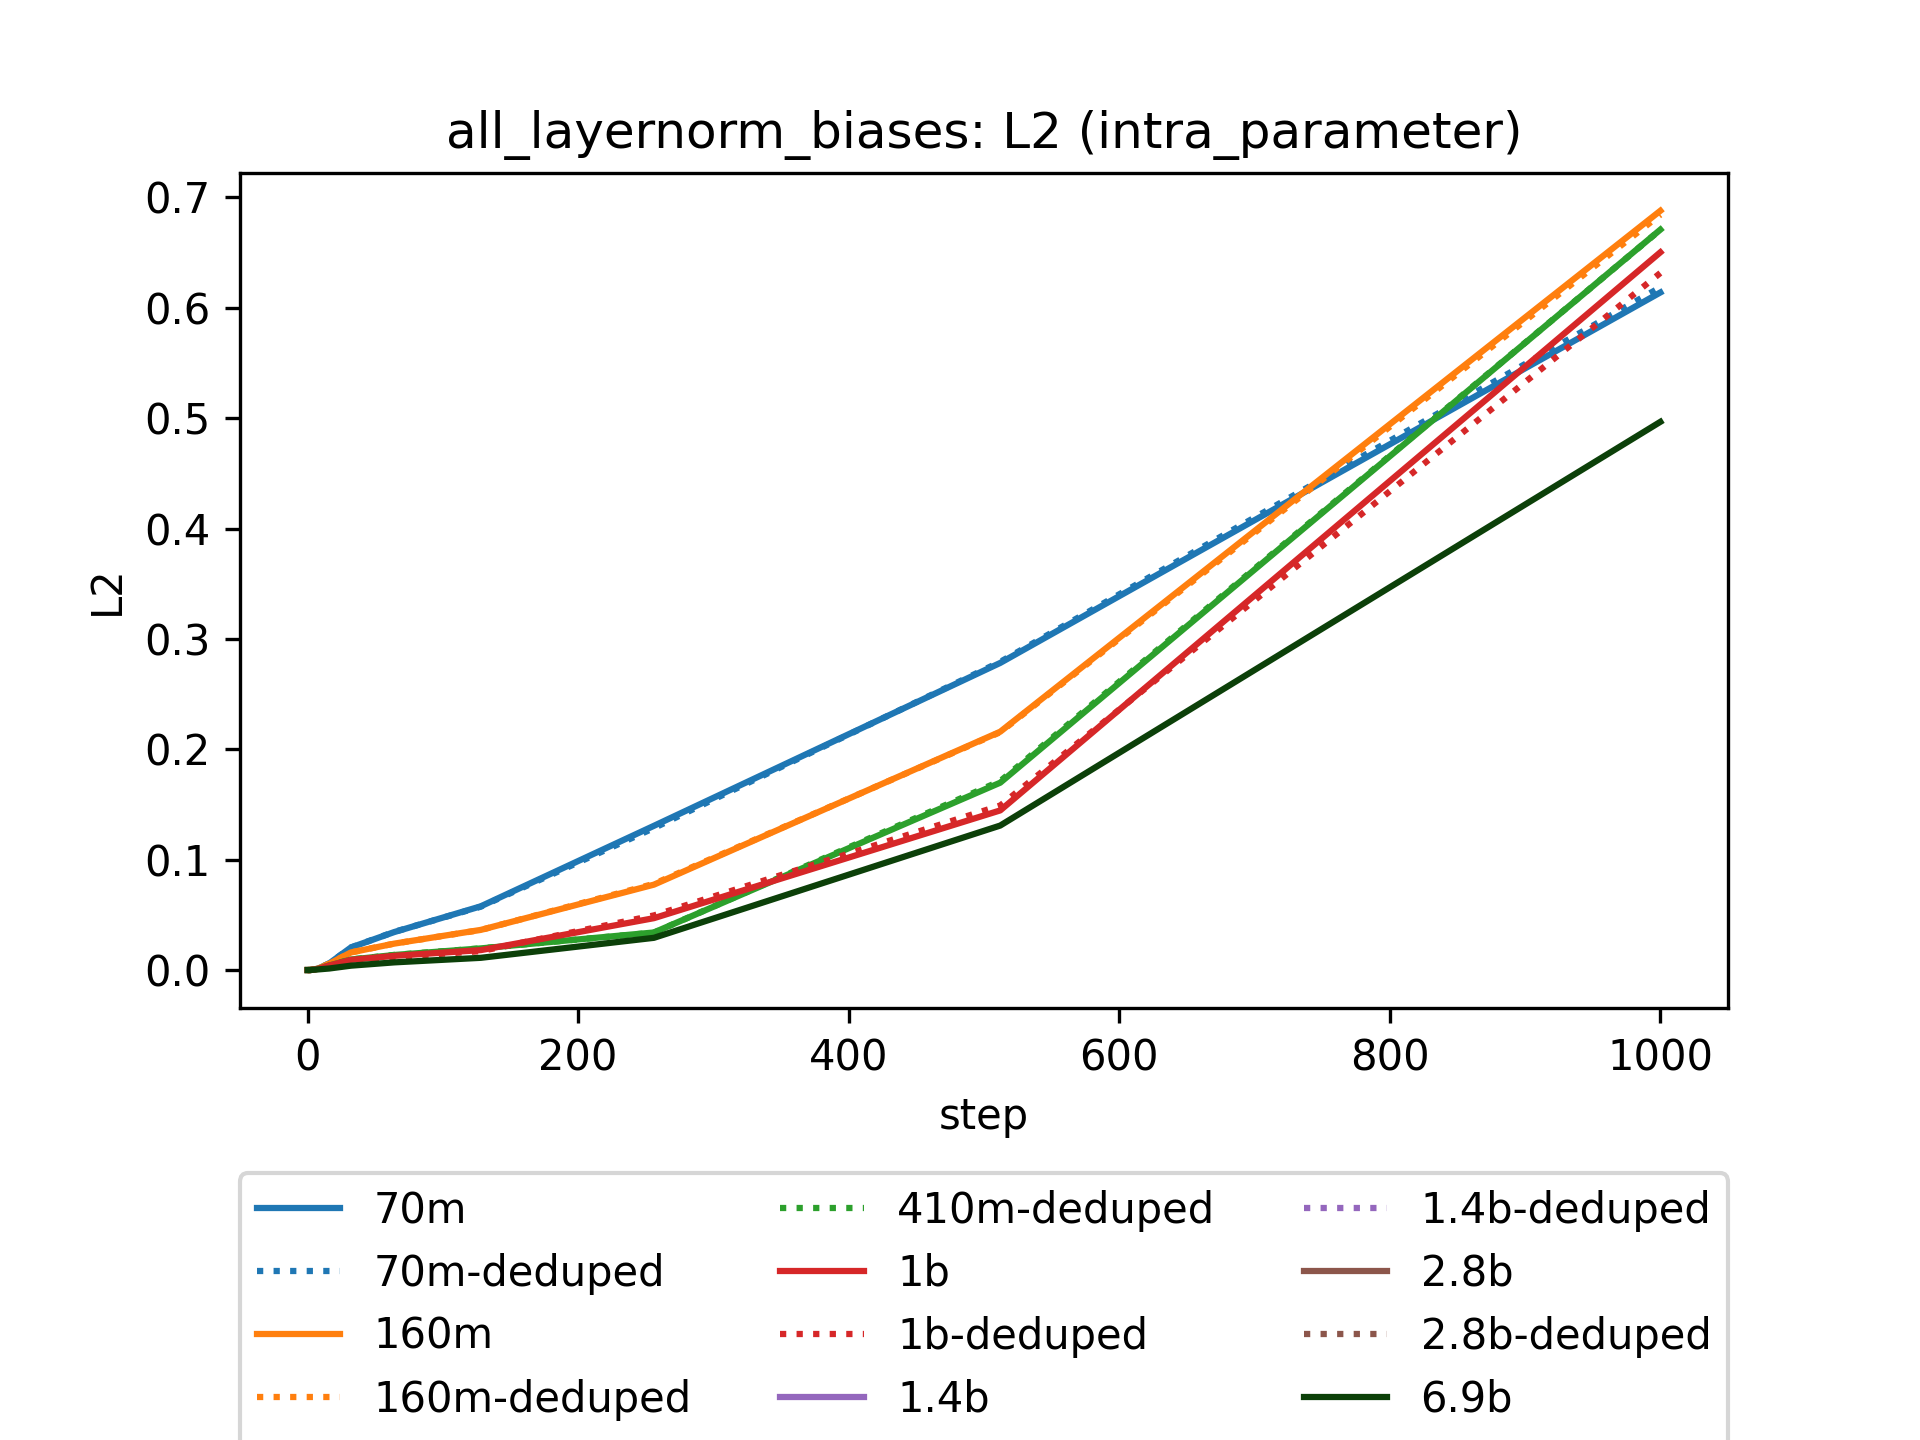 all_layernorm_biases: L2 (intra_parameter)
0.7
0.6
0.5
0.4
0.3
0.2
0.1
0.0
L2
0 200 400 600 800 1000
step
70m 410m-deduped 1.4b-deduped
70m-deduped 1b 2.8b
160m 1b-deduped 2.8b-deduped
160m-deduped 1.4b 6.9b